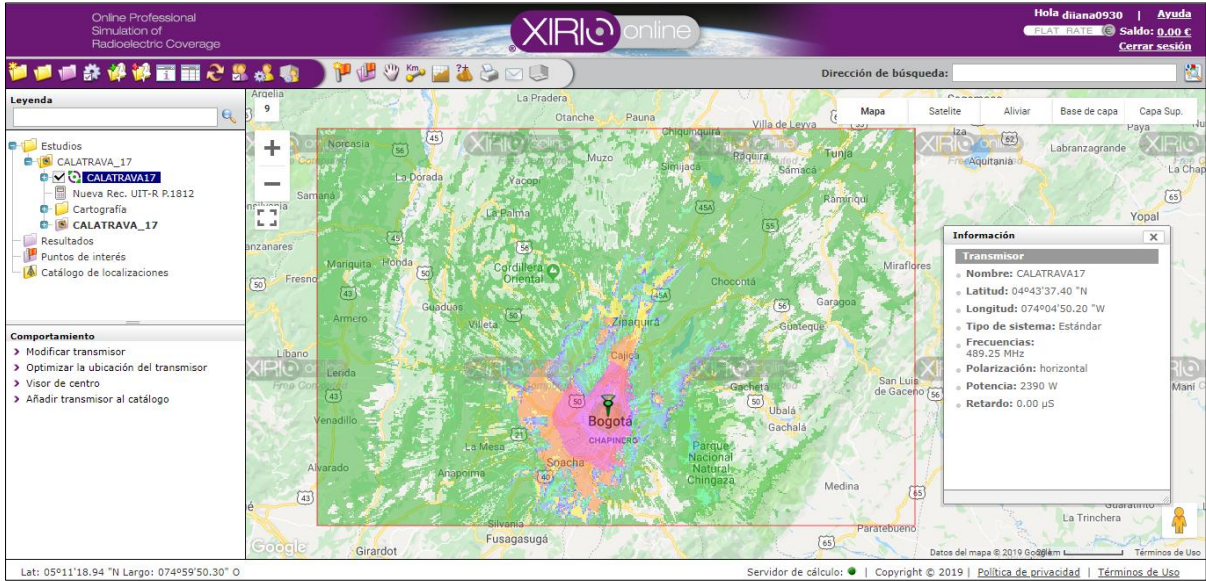 Online Professional
Simulation of
Radioelectric Coverage
XIRIO online
Hola diiana0930 | Ayuda
FLAT RATE € Saldo: 0.00 €
Cerrar sesión
Dirección de búsqueda:
Leyenda
Estudios
CALATRAVA_17
CALATRAVA17
Nueva Rec. UIT-R P.1812
Cartografía
CALATRAVA_17
Resultados
Puntos de interés
Catálogo de localizaciones
Comportamiento
Modificar transmisor
Optimizar la ubicación del transmisor
Visor de centro
Añadir transmisor al catálogo
9
+
−
Mapa
Satelite
Aliviar
Base de capa
Capa Sup.
Argelia
La Pradera
Otanche
Pauna
Villa de Leyva
Chiquinquirá
Norcasia
Muzo
Simijaca
Ráquira
Samacá
Tunja
Iza
Aquitania
Labranzagrande
Paya
La Chap
La Dorada
Yacopí
Samaná
La Palma
Ramiriquí
Yopal
anzanares
Mariquita
Honda
Cordillera
Oriental
Miraflores
Fresno
Chocontá
Guaduas
Garagoa
Armero
Villeta
Zipaquirá
Guateque
Líbano
Cajicá
Lerida
Gachetá
San Luis
de Gaceno
Maní
Venadillo
Bogotá
Ubalá
Gachalá
CHAPINERO
La Mesa
Parque
Nacional
Natural
Chingaza
Soacha
Alvarado
Anapoima
Medina
Silvania
Fusagasugá
Girardot
Paratebueno
La Trinchera
Google
Información
Transmisor
Nombre: CALATRAVA17
Latitud: 04º43'37.40 "N
Longitud: 074º04'50.20 "W
Tipo de sistema: Estándar
Frecuencias:
489.25 MHz
Polarización: horizontal
Potencia: 2390 W
Retardo: 0.00 µS
Términos de Uso
Lat: 05º11'18.94 "N Largo: 074º59'50.30" O
Servidor de cálculo: | Copyright © 2019 | Política de privacidad | Términos de Uso